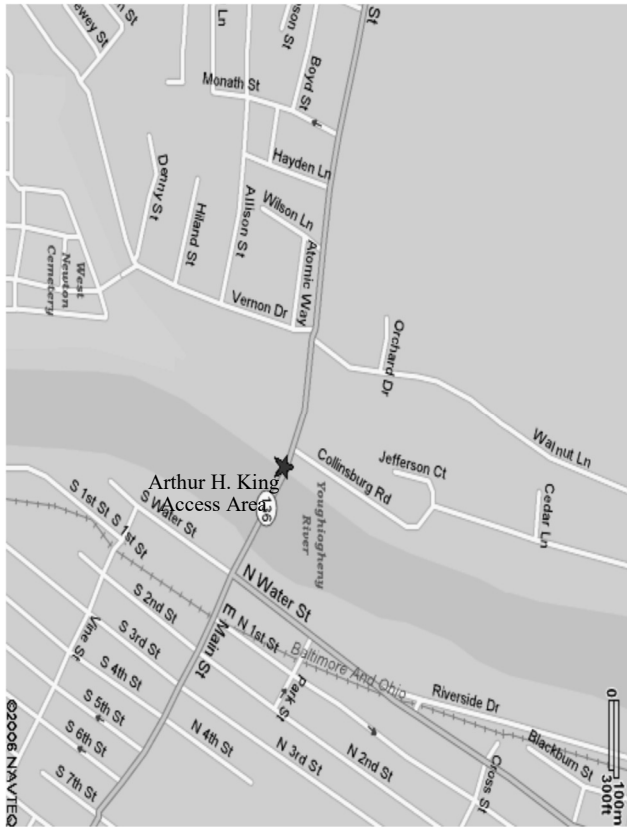 St
Ln
Monath St
Boyd St
Hayden Ln
Wilson Ln
Denny St
Hiland St
Allison St
Atomic Way
Vernon Dr
West
Newton
Cemetery
Orchard Dr
Walnut Ln
Collinsburg Rd
Jefferson Ct
Cedar Ln
Arthur H. King
Access Area
136
Youghiogheny
River
S 1st St
S 1st St
S Water St
N Water St
S 2nd St
E Main St
N 1st St
Baltimore And Ohio
Riverside Dr
S 3rd St
Vine St
S 4th St
Park St
Blackburn St
S 5th St
N 4th St
N 3rd St
N 2nd St
Cross St
S 6th St
S 7th St
0
100m
300ft
©2006 NAVTEQ